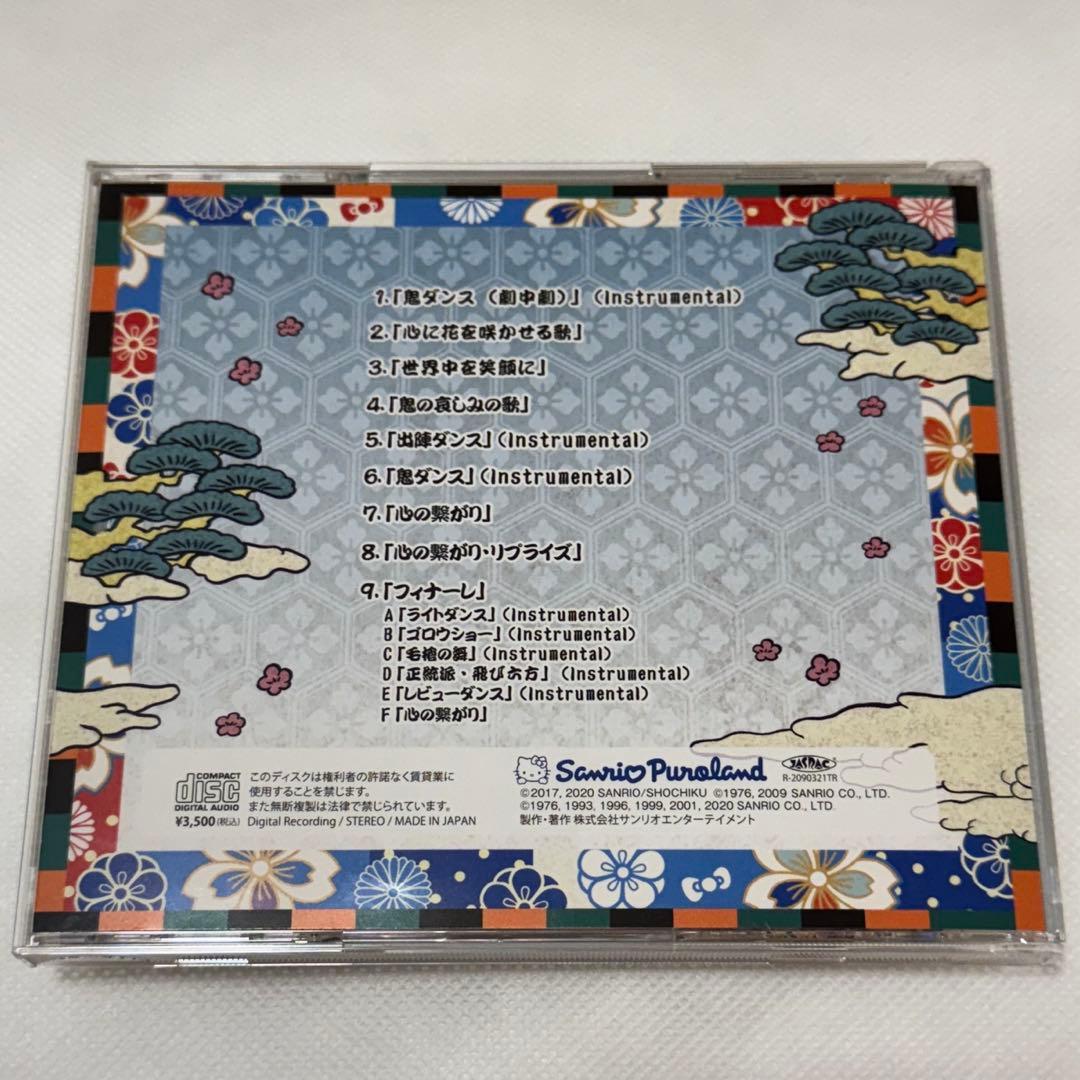 1.「鬼ダンス（劇中劇）」（Instrumental）
2.「心に花を咲かせる歌」
3.「世界中を笑顔に」
4.「鬼の哀しみの歌」
5.「出陣ダンス」（Instrumental）
6.「鬼ダンス」（Instrumental）
7.「心の繋がり」
8.「心の繋がり・リプライズ」
9.「フィナーレ」
A「ライトダンス」（Instrumental）
B「ゴロウショー」（Instrumental）
C「毛槍の舞」（Instrumental）
D「正統派・飛び六方」（Instrumental）
E「レビューダンス」（Instrumental）
F「心の繋がり」
COMPACT
disc
DIGITAL AUDIO
¥3,500(税込)
このディスクは権利者の許諾なく賃貸業に
使用することを禁じます。
また無断複製は法律で禁じられています。
Digital Recording / STEREO / MADE IN JAPAN
Sanrio Puroland
JASRAC
R-2090321TR
©2017, 2020 SANRIO/SHOCHIKU ©1976, 2009 SANRIO CO., LTD.
©1976, 1993, 1996, 1999, 2001, 2020 SANRIO CO., LTD.
製作・著作 株式会社サンリオエンターテイメント